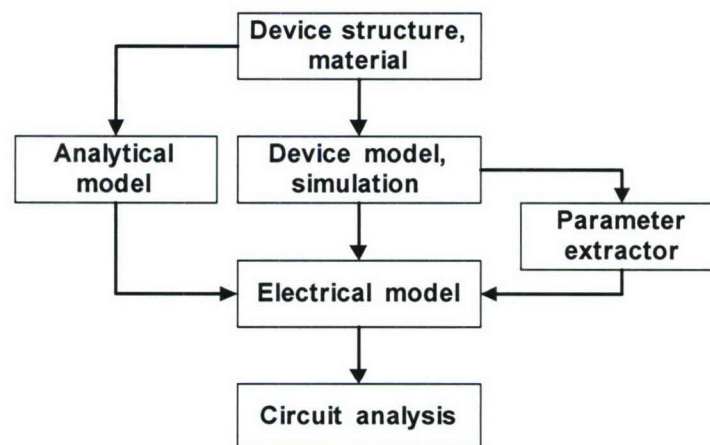 Device structure,
material
Analytical
model
Device model,
simulation
Parameter
extractor
Electrical model
Circuit analysis